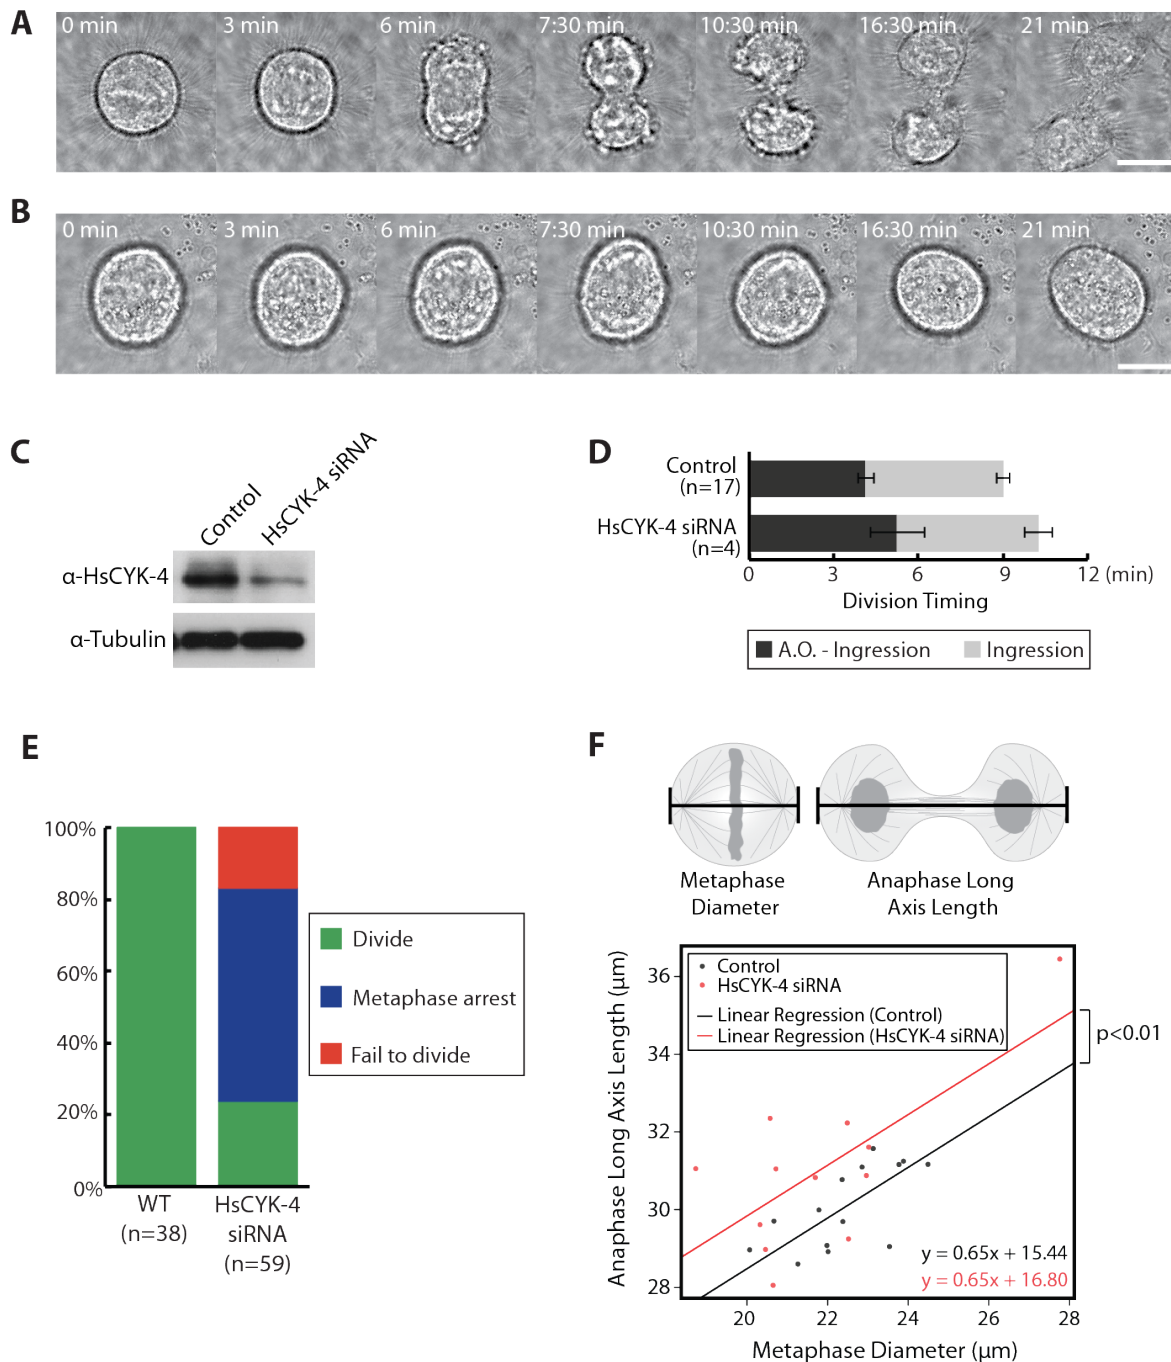 A
0 min
3 min
6 min
7:30 min
10:30 min
16:30 min
21 min
B
0 min
3 min
6 min
7:30 min
10:30 min
16:30 min
21 min
C
Control
HsCYK-4 siRNA
α-HsCYK-4
α-Tubulin
D
Control
(n=17)
HsCYK-4 siRNA
(n=4)
0 3 6 9 12 (min)
Division Timing
A.O. - Ingression
Ingression
E
100%
80%
60%
40%
20%
0%
WT
(n=38)
HsCYK-4
siRNA
(n=59)
Divide
Metaphase arrest
Fail to divide
F
Metaphase
Diameter
Anaphase Long
Axis Length
Control
HsCYK-4 siRNA
Linear Regression (Control)
Linear Regression (HsCYK-4 siRNA)
p<0.01
Anaphase Long Axis Length (μm)
36
34
32
30
28
y = 0.65x + 15.44
y = 0.65x + 16.80
20 22 24 26 28
Metaphase Diameter (μm)